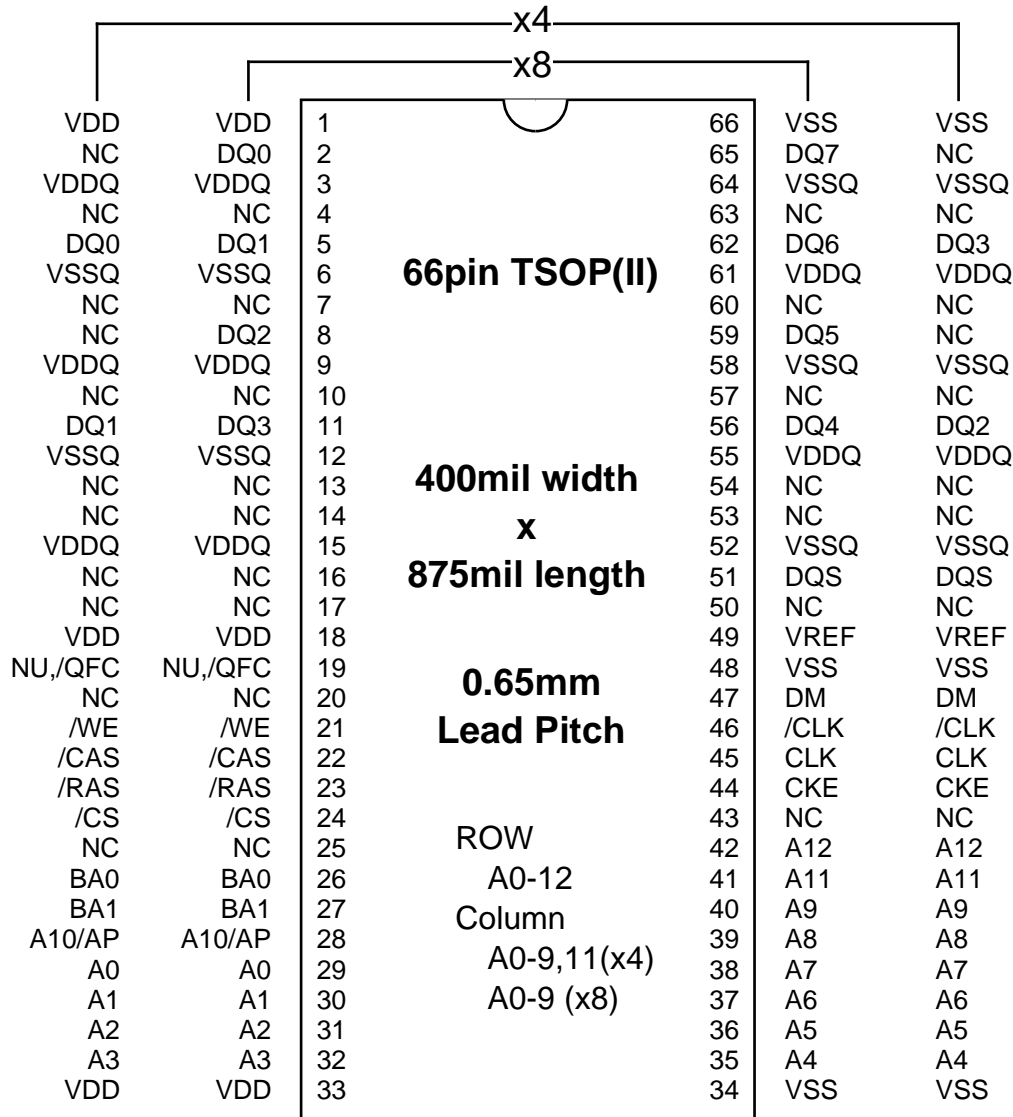 x4
x8
VDD VDD 1 66 VSS VSS
NC DQ0 2 65 DQ7 NC
VDDQ VDDQ 3 64 VSSQ VSSQ
NC NC 4 63 NC NC
DQ0 DQ1 5 62 DQ6 DQ3
VSSQ VSSQ 6 66pin TSOP(II) 61 VDDQ VDDQ
NC NC 7 60 NC NC
NC DQ2 8 59 DQ5 NC
VDDQ VDDQ 9 58 VSSQ VSSQ
NC NC 10 57 NC NC
DQ1 DQ3 11 56 DQ4 DQ2
VSSQ VSSQ 12 55 VDDQ VDDQ
NC NC 13 400mil width 54 NC NC
NC NC 14 x 53 NC NC
VDDQ VDDQ 15 52 VSSQ VSSQ
NC NC 16 875mil length 51 DQS DQS
NC NC 17 50 NC NC
VDD VDD 18 49 VREF VREF
NU,/QFC NU,/QFC 19 0.65mm 48 VSS VSS
NC NC 20 47 DM DM
/WE /WE 21 Lead Pitch 46 /CLK /CLK
/CAS /CAS 22 45 CLK CLK
/RAS /RAS 23 44 CKE CKE
/CS /CS 24 43 NC NC
NC NC 25 ROW 42 A12 A12
BA0 BA0 26 A0-12 41 A11 A11
BA1 BA1 27 Column 40 A9 A9
A10/AP A10/AP 28 39 A8 A8
A0 A0 29 A0-9,11(x4) 38 A7 A7
A1 A1 30 A0-9 (x8) 37 A6 A6
A2 A2 31 36 A5 A5
A3 A3 32 35 A4 A4
VDD VDD 33 34 VSS VSS